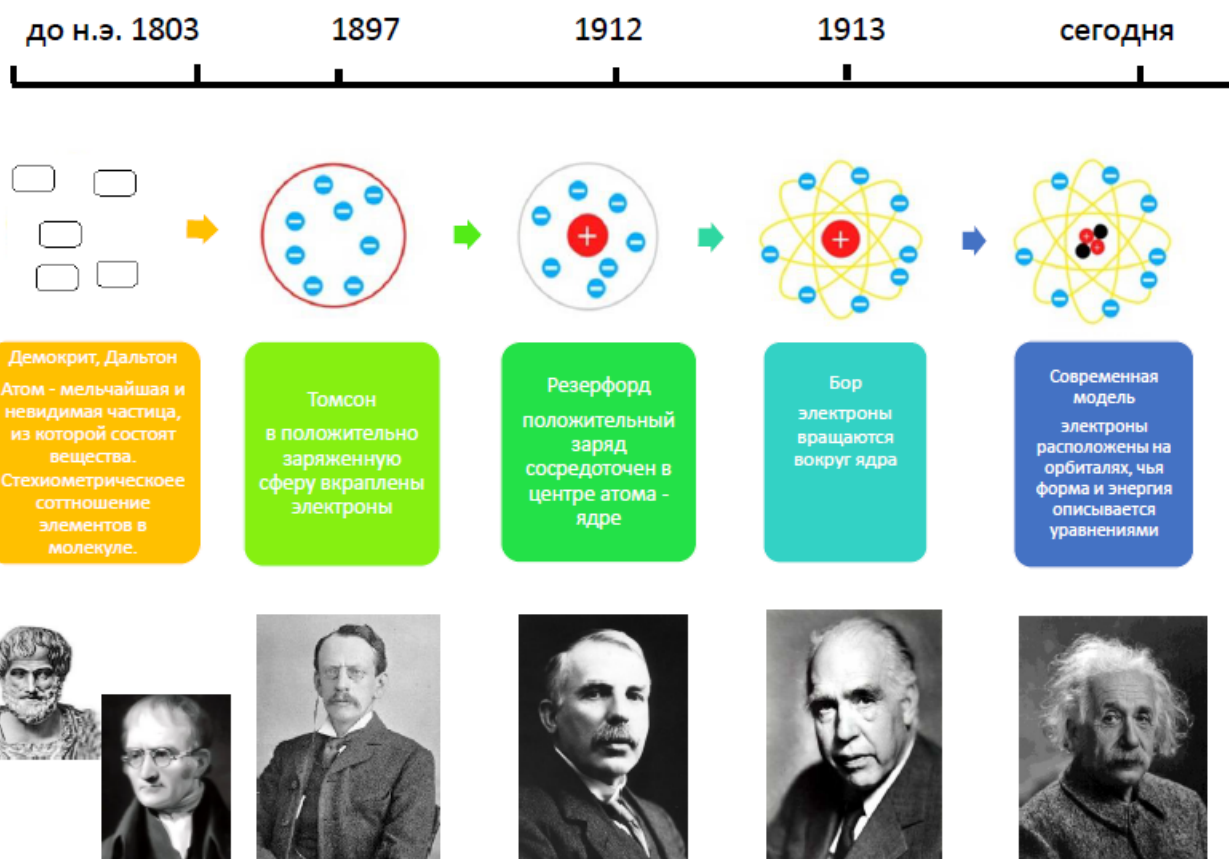 до н.э. 1803
1897
1912
1913
сегодня
Демокрит, Дальтон
Атом - мельчайшая и
невидимая частица,
из которой состоят
вещества.
Стехиометрическоее
соттношение
элементов в
молекуле.
Томсон
в положительно
заряженную
сферу вкраплены
электроны
Резерфорд
положительный
заряд
сосредоточен в
центре атома -
ядре
Бор
электроны
вращаются
вокруг ядра
Современная
модель
электроны
расположены на
орбиталях, чья
форма и энергия
описывается
уравнениями